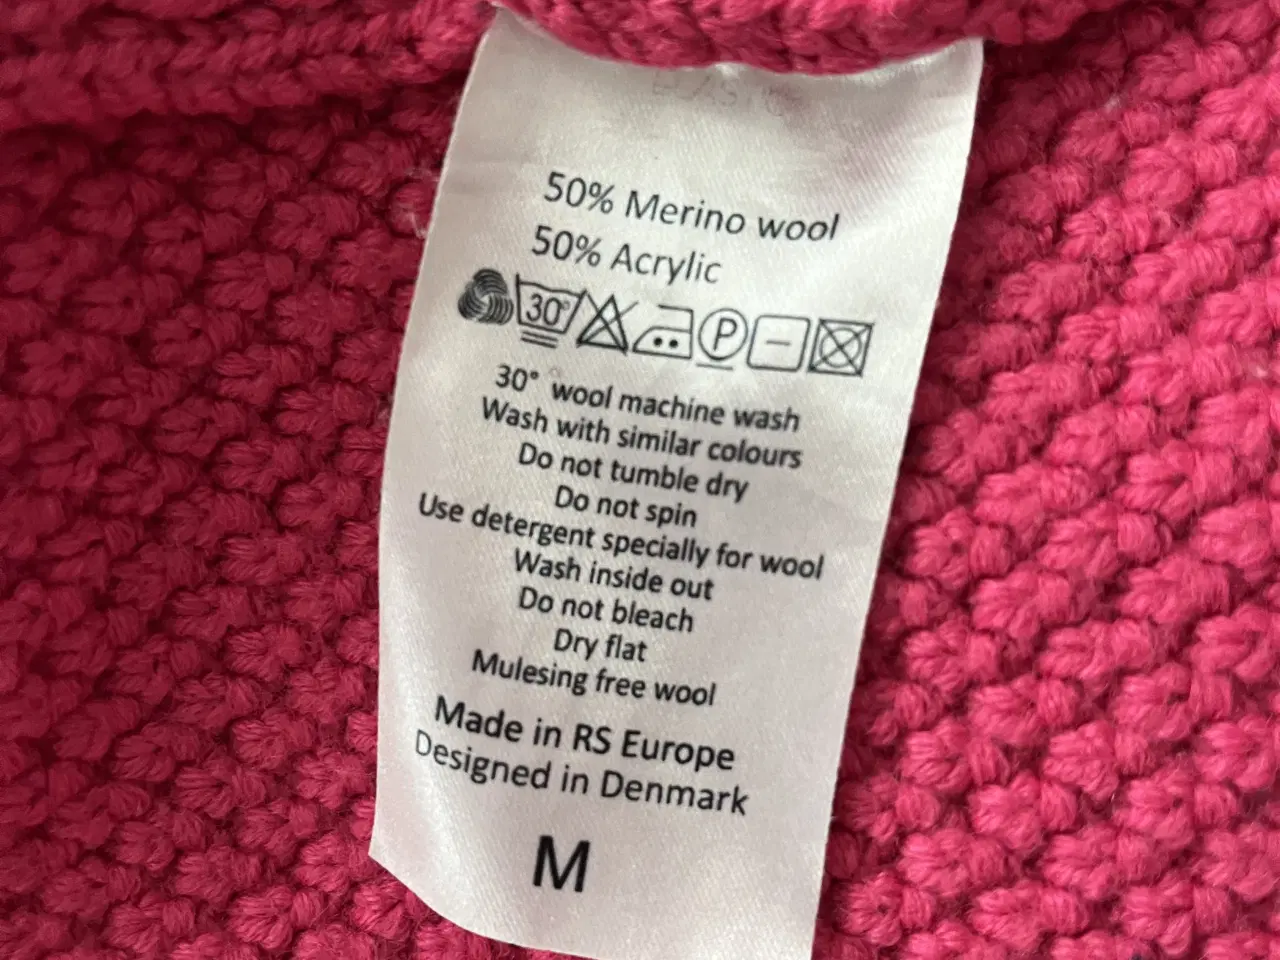 50% Merino wool
50% Acrylic
30° P
30° wool machine wash
Wash with similar colours
Do not tumble dry
Do not spin
Use detergent specially for wool
Wash inside out
Do not bleach
Dry flat
Mulesing free wool
Made in RS Europe
Designed in Denmark
M